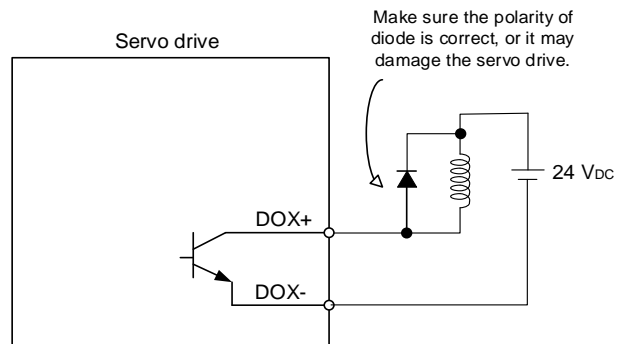 Make sure the polarity of
diode is correct, or it may
damage the servo drive.
Servo drive
24 VDC
DOX+
DOX-